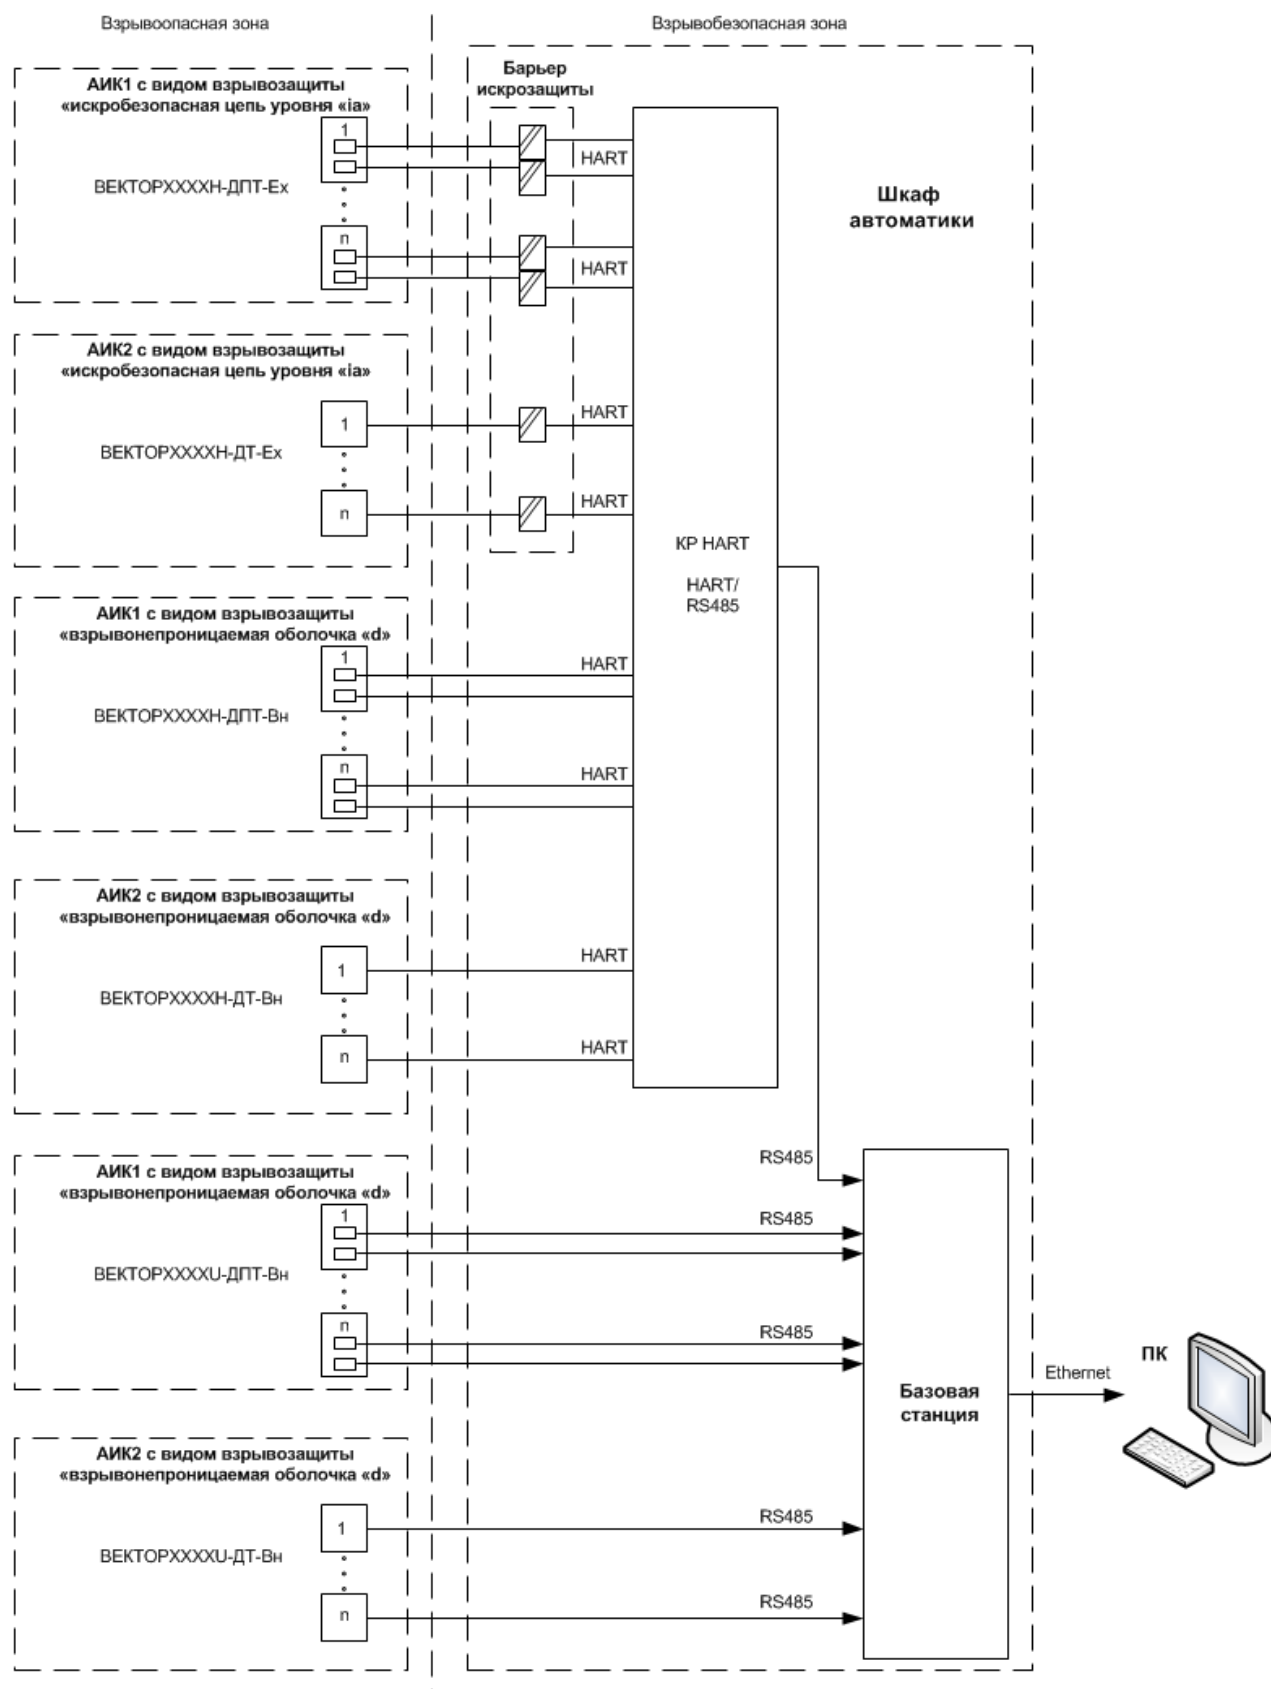 Взрывоопасная зона
Взрывобезопасная зона
АИК1 с видом взрывозащиты
«искробезопасная цепь уровня «ia»
1
ВЕКТОРXXXXH-ДПТ-Ex
n
Барьер
искрозащиты
HART
HART
Шкаф
автоматики
АИК2 с видом взрывозащиты
«искробезопасная цепь уровня «ia»
1
ВЕКТОРXXXXH-ДТ-Ex
n
HART
HART
КР HART
HART/
RS485
АИК1 с видом взрывозащиты
«взрывонепроницаемая оболочка «d»
1
ВЕКТОРXXXXH-ДПТ-Вн
n
HART
HART
АИК2 с видом взрывозащиты
«взрывонепроницаемая оболочка «d»
1
ВЕКТОРXXXXH-ДТ-Вн
n
HART
HART
АИК1 с видом взрывозащиты
«взрывонепроницаемая оболочка «d»
1
ВЕКТОРXXXXU-ДПТ-Вн
n
RS485
RS485
RS485
Базовая
станция
Ethernet
ПК
АИК2 с видом взрывозащиты
«взрывонепроницаемая оболочка «d»
1
ВЕКТОРXXXXU-ДТ-Вн
n
RS485
RS485